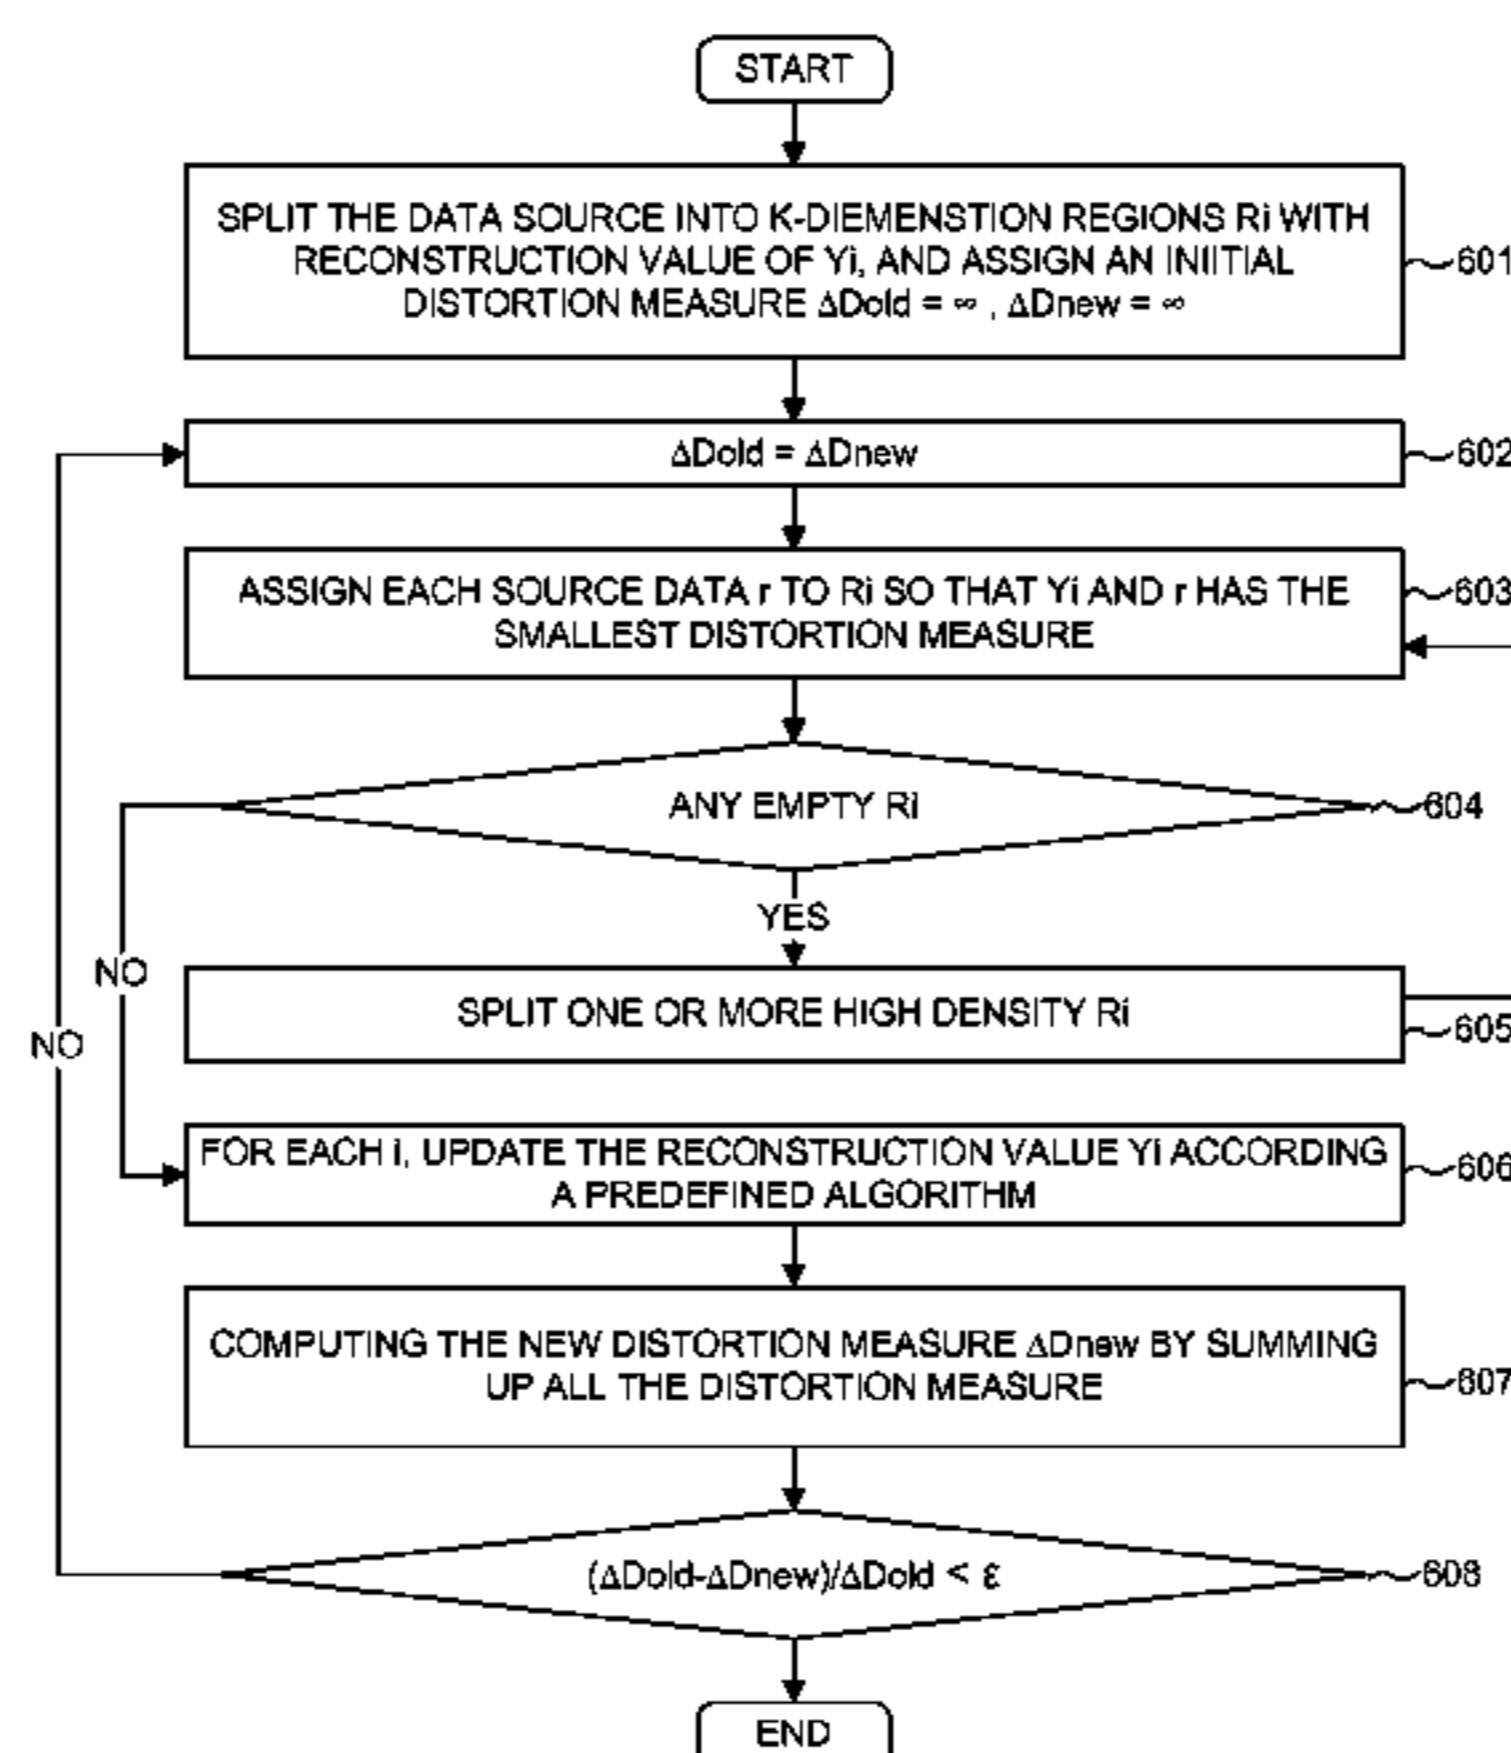 START
SPLIT THE DATA SOURCE INTO K-DIEMENSTION REGIONS Ri WITH
RECONSTRUCTION VALUE OF Yi, AND ASSIGN AN INIITIAL
DISTORTION MEASURE ΔDold = ∞ , ΔDnew = ∞
601
ΔDold = ΔDnew
602
ASSIGN EACH SOURCE DATA r TO Ri SO THAT Yi AND r HAS THE
SMALLEST DISTORTION MEASURE
603
ANY EMPTY Ri
604
YES
NO
SPLIT ONE OR MORE HIGH DENSITY Ri
605
NO
FOR EACH i, UPDATE THE RECONSTRUCTION VALUE Yi ACCORDING
A PREDEFINED ALGORITHM
606
COMPUTING THE NEW DISTORTION MEASURE ΔDnew BY SUMMING
UP ALL THE DISTORTION MEASURE
607
(ΔDold-ΔDnew)/ΔDold < ε
608
END